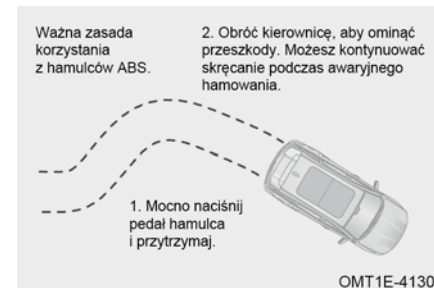 Ważna zasada
korzystania
z hamulców ABS.
2. Obróć kierownicę, aby ominąć
przeszkody. Możesz kontynuować
skręcanie podczas awaryjnego
hamowania.
1. Mocno naciśnij
pedał hamulca
i przytrzymaj.
OMT1E-4130